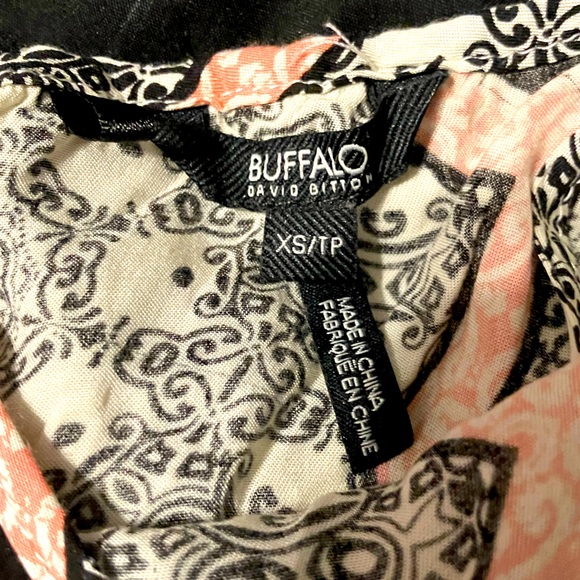 BUFFALO
DAVID BITTON
XS/TP
MADE IN CHINA
FABRIQUÉ EN CHINE